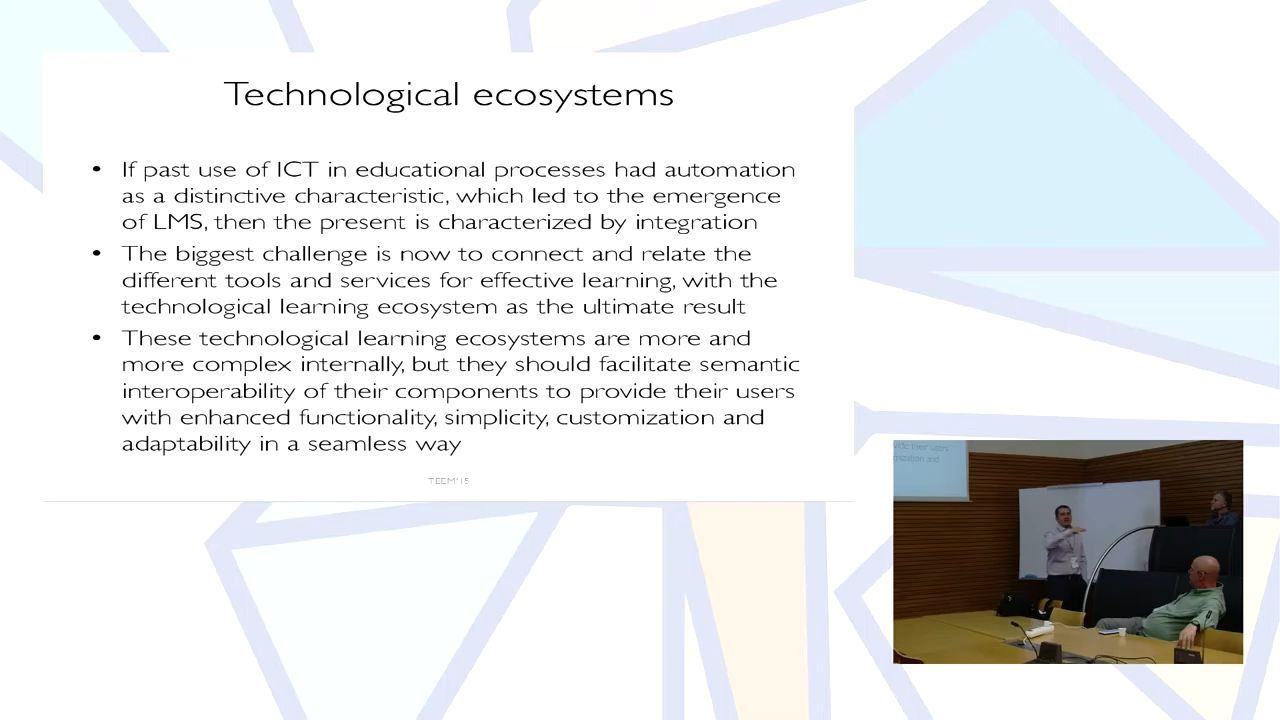 Technological ecosystems
• If past use of ICT in educational processes had automation
as a distinctive characteristic, which led to the emergence
of LMS, then the present is characterized by integration
• The biggest challenge is now to connect and relate the
different tools and services for effective learning, with the
technological learning ecosystem as the ultimate result
• These technological learning ecosystems are more and
more complex internally, but they should facilitate semantic
interoperability of their components to provide their users
with enhanced functionality, simplicity, customization and
adaptability in a seamless way
TEEM'15
their users
and